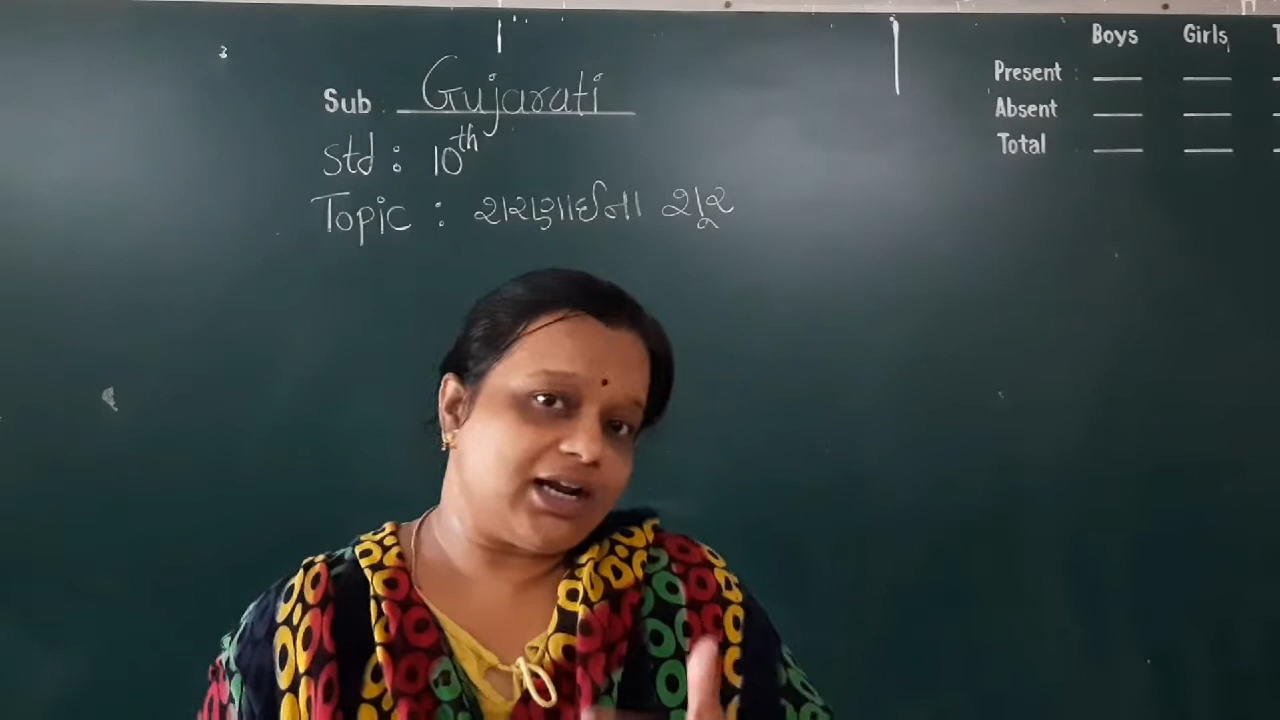 Sub : Gujarati
Std : 10th
Topic : શરણાઈના શૂર
Boys Girls
Present :
Absent
Total